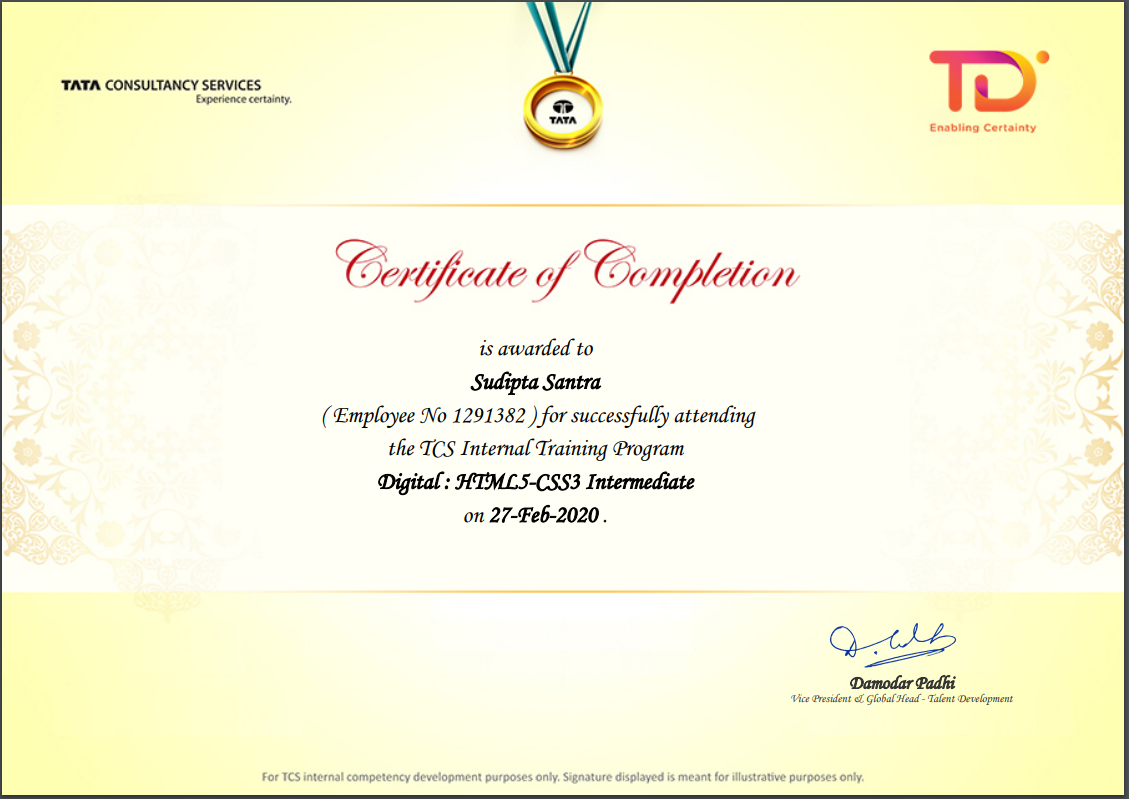 TATA CONSULTANCY SERVICES
Experience certainty.
TATA
TD
Enabling Certainty
Certificate of Completion
is awarded to
Sudipta Santra
( Employee No 1291382 ) for successfully attending
the TCS Internal Training Program
Digital : HTML5-CSS3 Intermediate
on 27-Feb-2020 .
Damodar Padhi
Vice President & Global Head - Talent Development
For TCS internal competency development purposes only. Signature displayed is meant for illustrative purposes only.